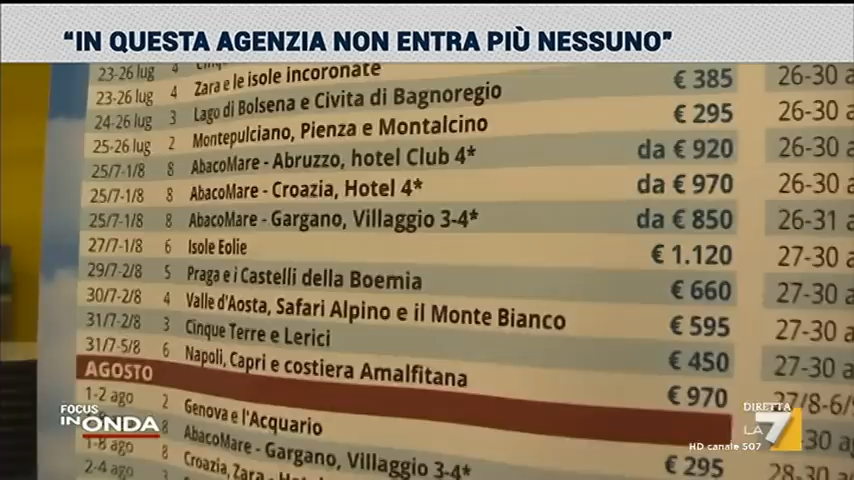 “IN QUESTA AGENZIA NON ENTRA PIÙ NESSUNO”
23-26 lug 4
23-26 lug 4 Zara e le isole incoronate
24-26 lug 3 Lago di Bolsena e Civita di Bagnoregio € 385
25-26 lug 2 Montepulciano, Pienza e Montalcino € 295
25/7-1/8 8 AbacoMare - Abruzzo, hotel Club 4* da € 920
25/7-1/8 8 AbacoMare - Croazia, Hotel 4* da € 970
25/7-1/8 8 AbacoMare - Gargano, Villaggio 3-4* da € 850
27/7-1/8 6 Isole Eolie € 1.120
29/7-2/8 5 Praga e i Castelli della Boemia € 660
30/7-2/8 4 Valle d'Aosta, Safari Alpino e il Monte Bianco € 595
31/7-2/8 3 Cinque Terre e Lerici € 450
31/7-5/8 6 Napoli, Capri e costiera Amalfitana € 970
AGOSTO
1-2 ago 2 Genova e l'Acquario € 295
8 AbacoMare - Gargano, Villaggio 3-4*
1-8 ago 8 Croazia, Zara - Hotel
2-4 ago 3
26-30 a
26-30 a
26-30 a
26-30 a
26-31 a
27-30 a
27-30 a
27-30 a
27-30 a
27/8-6/
30 ago
28-30 a
FOCUS
IN ONDA
DIRETTA
LA7
HD canale 507